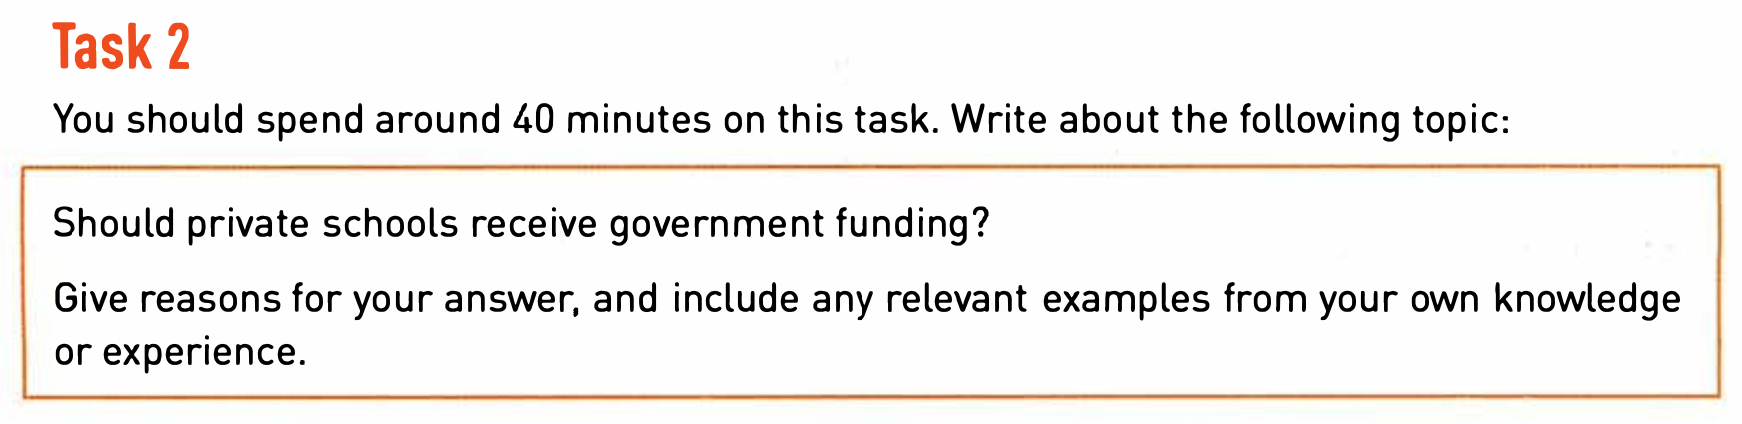 Task 2
You should spend around 40 minutes on this task. Write about the following topic:
Should private schools receive government funding?
Give reasons for your answer, and include any relevant examples from your own knowledge
or experience.